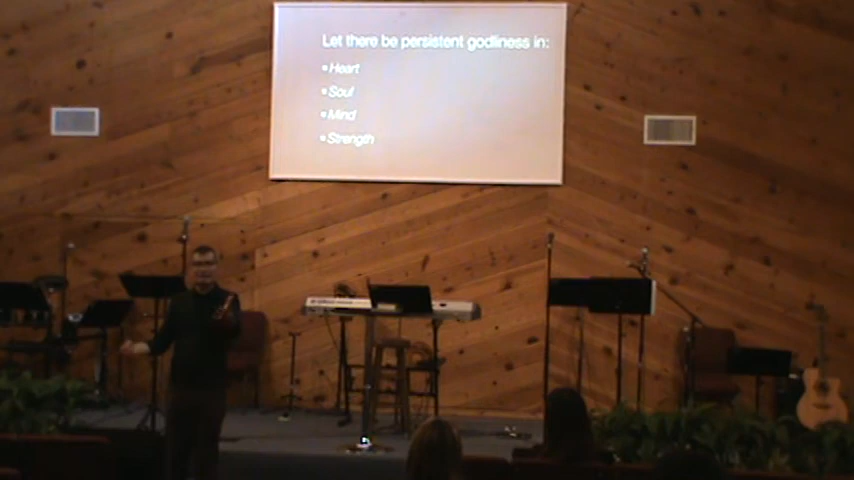 Let there be persistent godliness in:
▪Heart
▪Soul
▪Mind
▪Strength